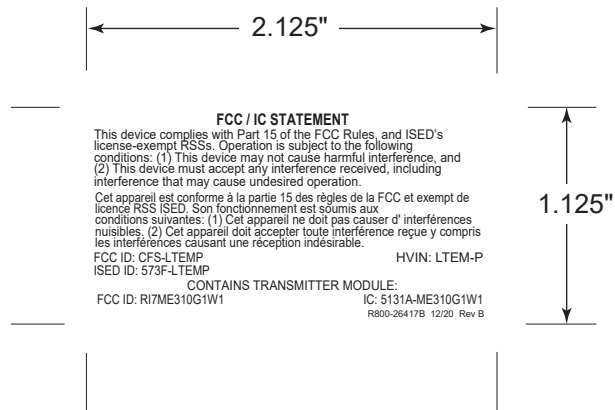 2.125"
FCC / IC STATEMENT
This device complies with Part 15 of the FCC Rules, and ISED's
license-exempt RSSs. Operation is subject to the following
conditions: (1) This device may not cause harmful interference, and
(2) This device must accept any interference received, including
interference that may cause undesired operation.
Cet appareil est conforme à la partie 15 des règles de la FCC et exempt de
licence RSS ISED. Son fonctionnement est soumis aux
conditions suivantes: (1) Cet appareil ne doit pas causer d' interférences
nuisibles. (2) Cet appareil doit accepter toute interférence reçue y compris
les interférences causant une réception indésirable.
FCC ID: CFS-LTEMP HVIN: LTEM-P
ISED ID: 573F-LTEMP
CONTAINS TRANSMITTER MODULE:
FCC ID: RI7ME310G1W1 IC: 5131A-ME310G1W1
R800-26417B 12/20 Rev B
1.125"